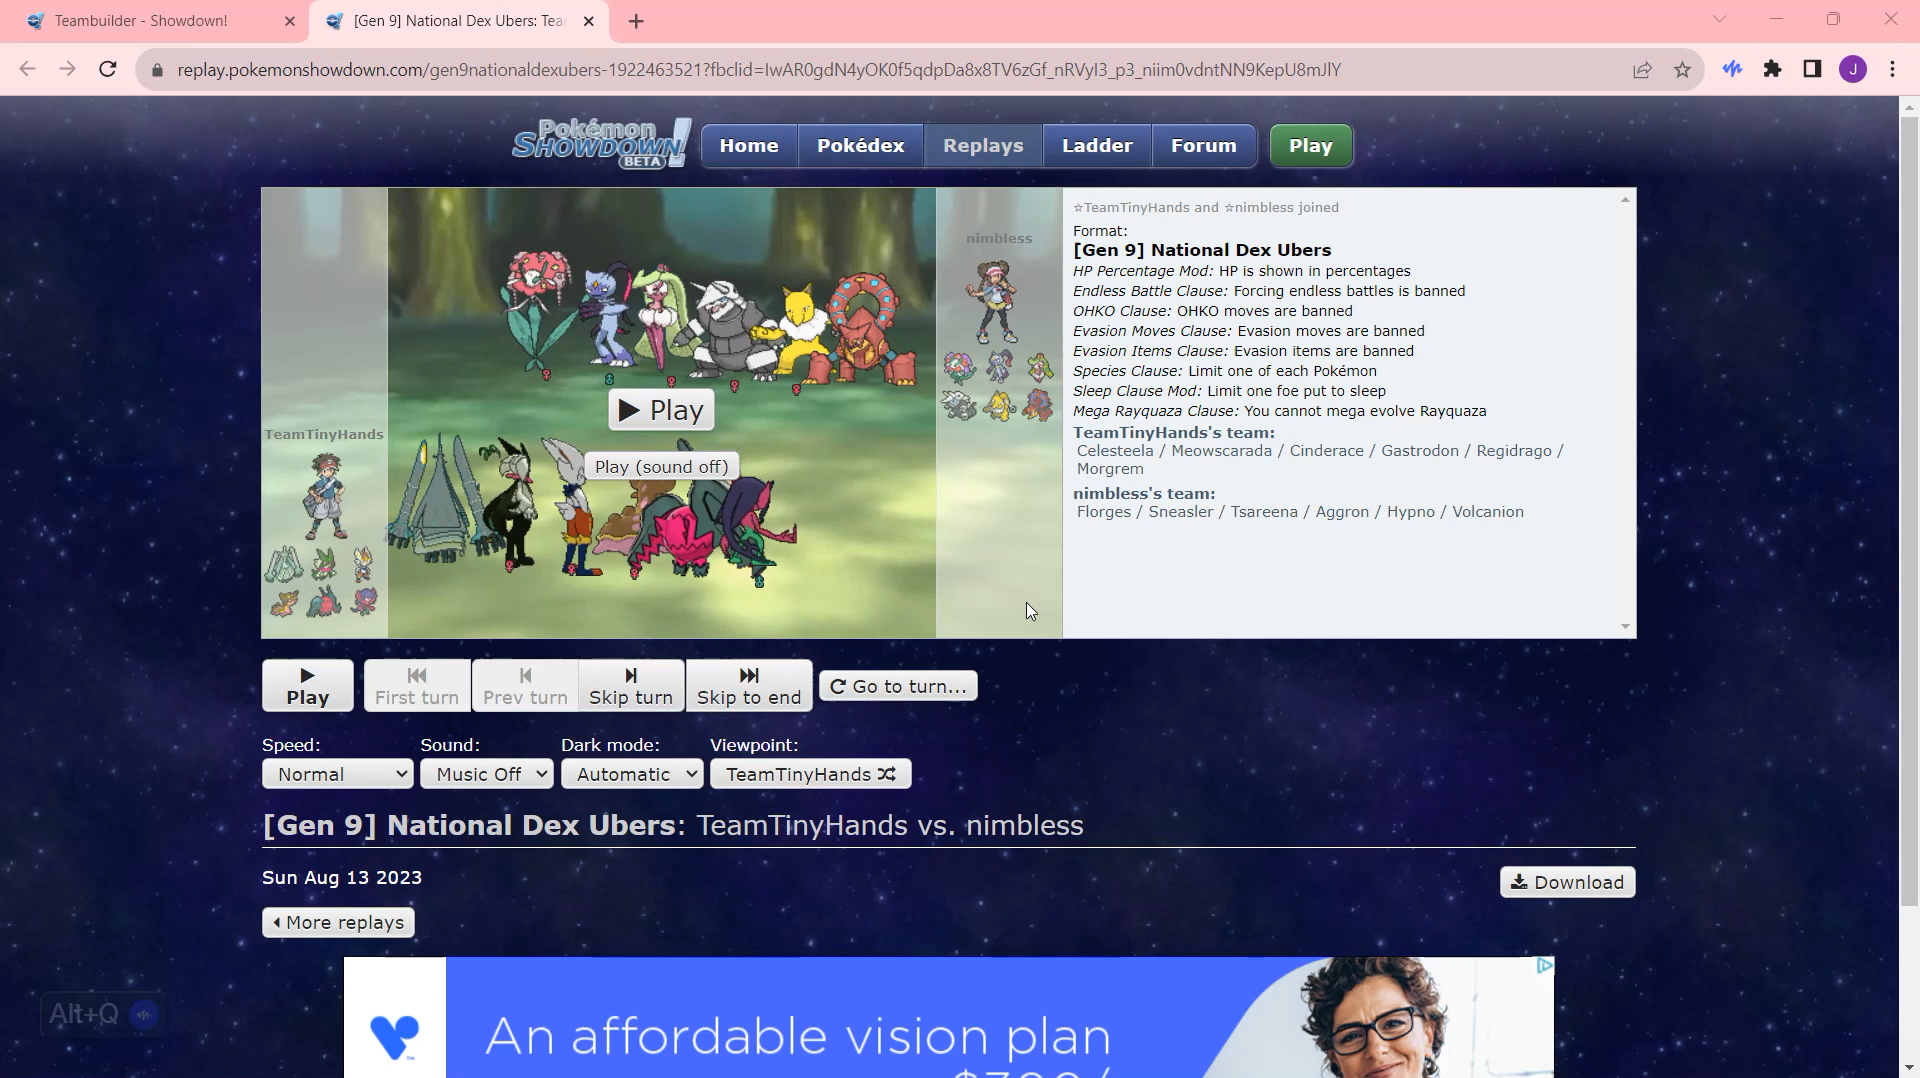 Teambuilder - Showdown!
[Gen 9] National Dex Ubers: Tea
replay.pokemonshowdown.com/gen9nationaldexubers-1922463521?fbclid=IwAR0gdN4yOK0f5qdpDa8x8TV6zGf_nRVyI3_p3_niim0vdntNN9KepU8mJlY
J
Pokémon
SHOWDOWN!
BETA
Home
Pokédex
Replays
Ladder
Forum
Play
nimbless
TeamTinyHands
Play
Play (sound off)
☆TeamTinyHands and ☆nimbless joined
Format:
[Gen 9] National Dex Ubers
HP Percentage Mod: HP is shown in percentages
Endless Battle Clause: Forcing endless battles is banned
OHKO Clause: OHKO moves are banned
Evasion Moves Clause: Evasion moves are banned
Evasion Items Clause: Evasion items are banned
Species Clause: Limit one of each Pokémon
Sleep Clause Mod: Limit one foe put to sleep
Mega Rayquaza Clause: You cannot mega evolve Rayquaza
TeamTinyHands's team:
Celesteela / Meowscarada / Cinderace / Gastrodon / Regidrago /
Morgrem
nimbless's team:
Florges / Sneasler / Tsareena / Aggron / Hypno / Volcanion
Play
First turn
Prev turn
Skip turn
Skip to end
Go to turn...
Speed:
Sound:
Dark mode:
Viewpoint:
Normal
Music Off
Automatic
TeamTinyHands
[Gen 9] National Dex Ubers: TeamTinyHands vs. nimbless
Sun Aug 13 2023
Download
More replays
Alt+Q
An affordable vision plan